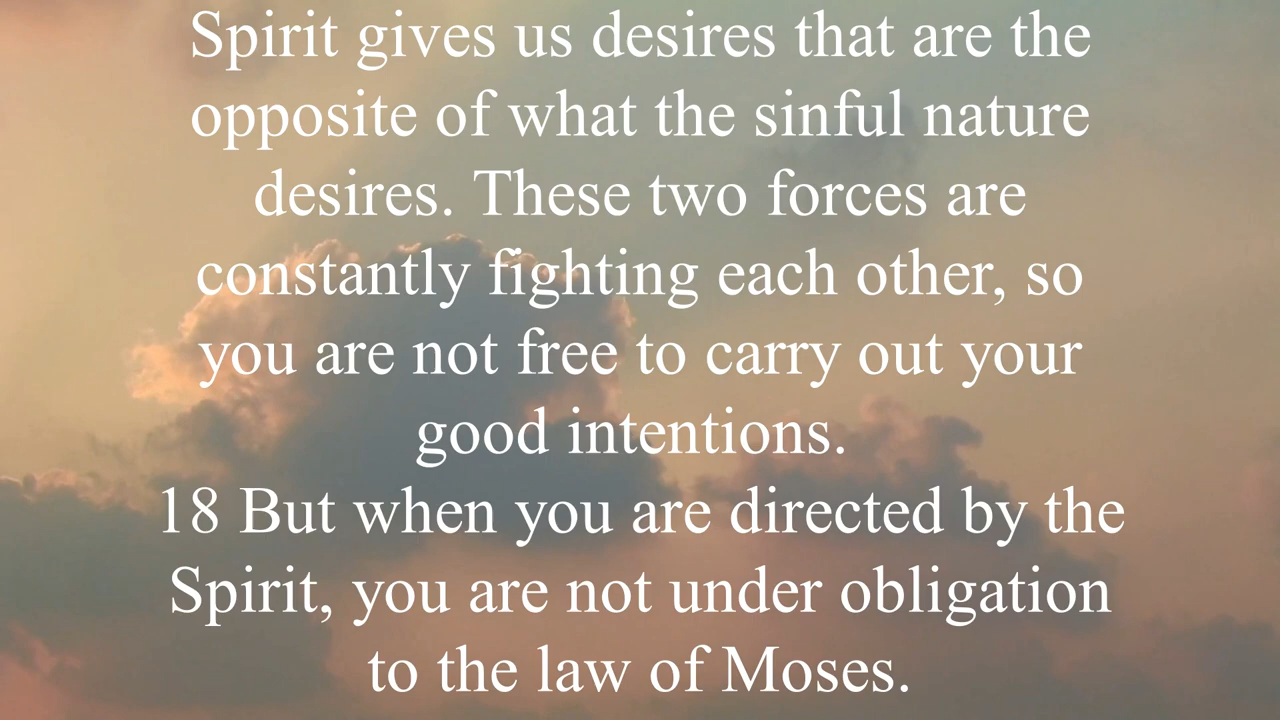 Spirit gives us desires that are the
opposite of what the sinful nature
desires. These two forces are
constantly fighting each other, so
you are not free to carry out your
good intentions.
18 But when you are directed by the
Spirit, you are not under obligation
to the law of Moses.